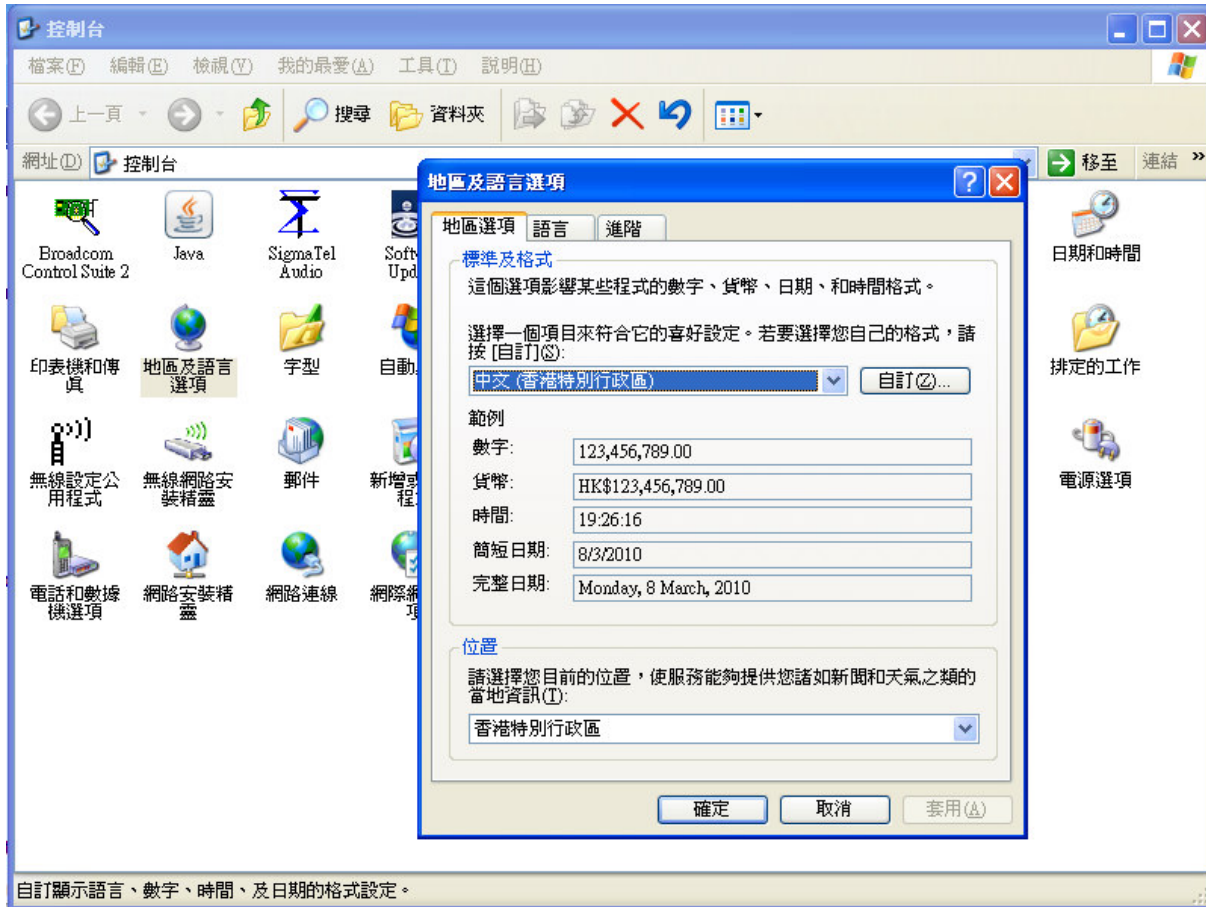 控制台
檔案(F) 編輯(E) 檢視(V) 我的最愛(A) 工具(T) 說明(H)
上一頁 搜尋 資料夾
網址(D) 控制台 移至 連結 »
Broadcom
Control Suite 2
Java
SigmaTel
Audio
Soft
Upd
日期和時間
印表機和傳
真
地區及語言
選項
字型
自動
排定的工作
無線設定公
用程式
無線網路安
裝精靈
郵件
新增或
程
電源選項
電話和數據
機選項
網路安裝精
靈
網路連線
網際網
項
地區及語言選項
地區選項 語言 進階
標準及格式
這個選項影響某些程式的數字、貨幣、日期、和時間格式。
選擇一個項目來符合它的喜好設定。若要選擇您自己的格式，請
按 [自訂](S):
中文 (香港特別行政區) 自訂(Z)...
範例
數字: 123,456,789.00
貨幣: HK$123,456,789.00
時間: 19:26:16
簡短日期: 8/3/2010
完整日期: Monday, 8 March, 2010
位置
請選擇您目前的位置，使服務能夠提供您諸如新聞和天氣之類的
當地資訊(T):
香港特別行政區
確定 取消 套用(A)
自訂顯示語言、數字、時間、及日期的格式設定。